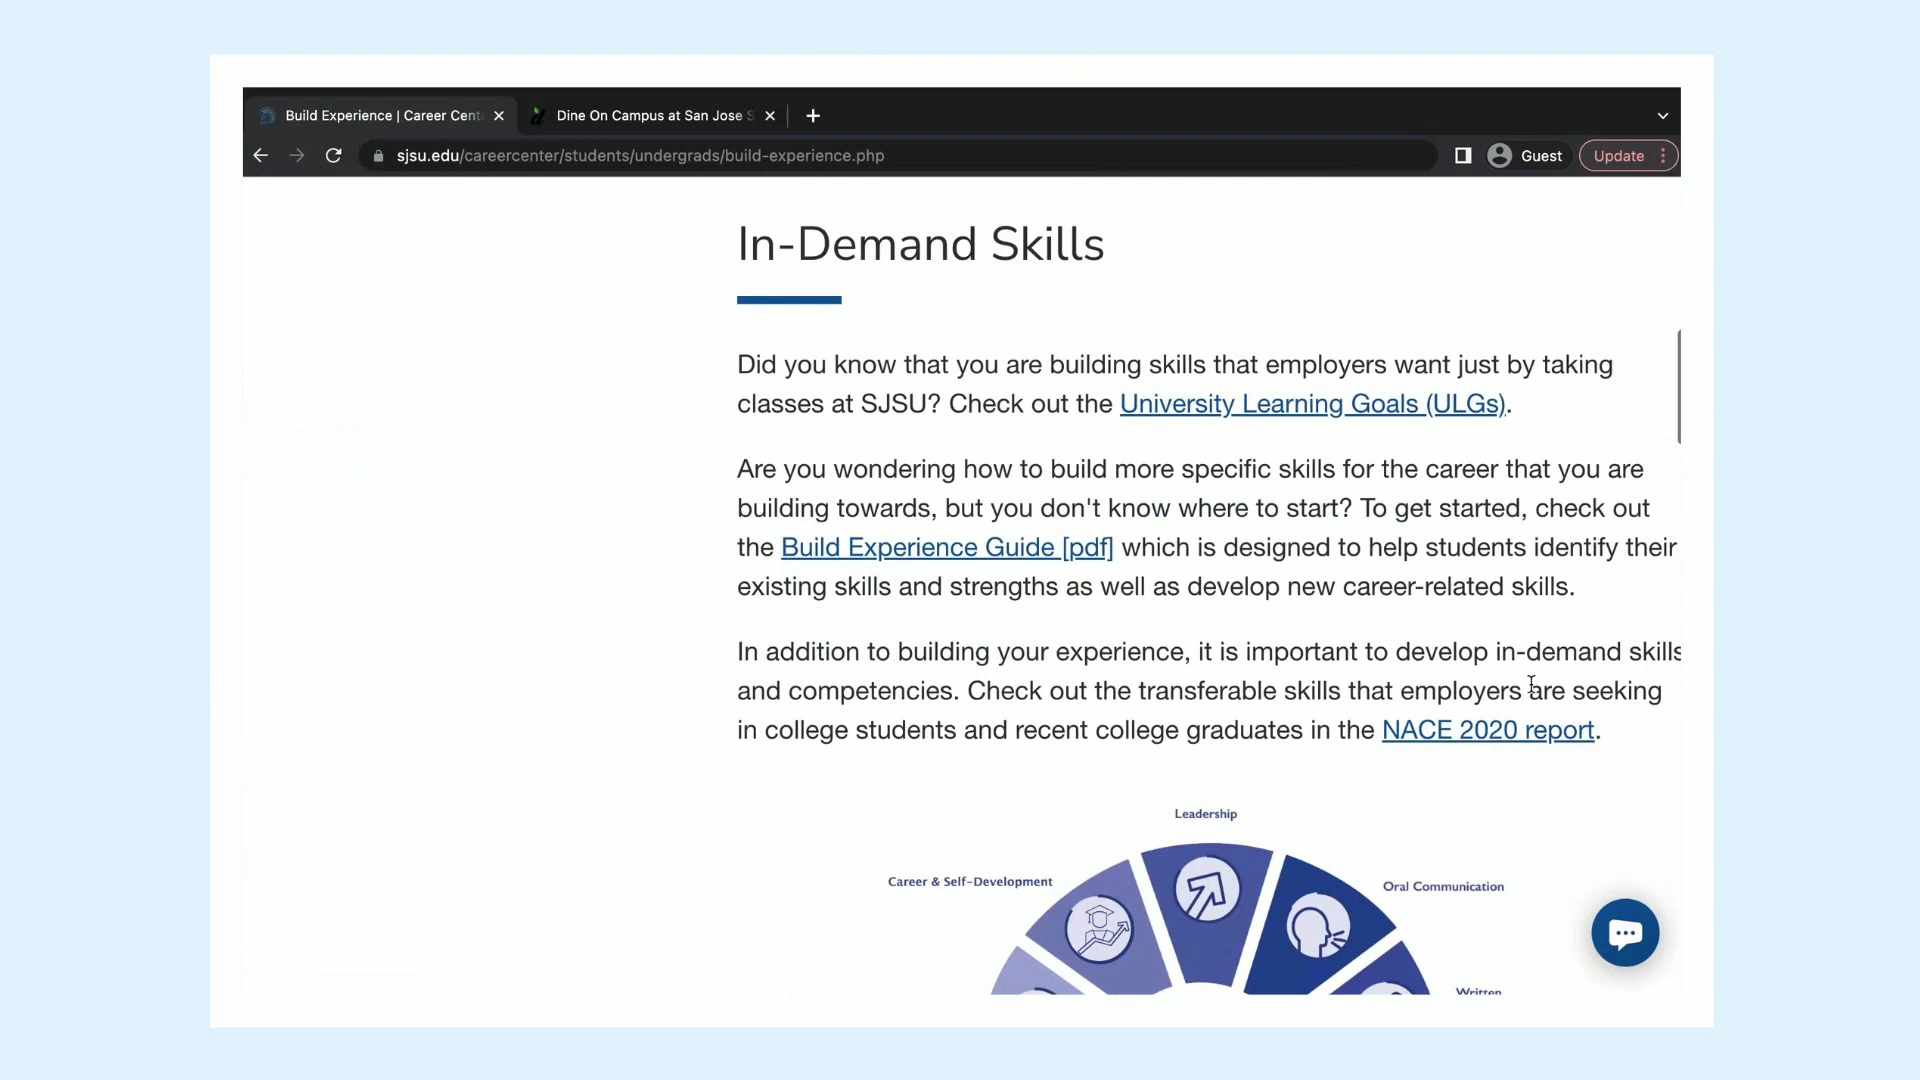 Build Experience | Career Cent
Dine On Campus at San Jose S
sjsu.edu/careercenter/students/undergrads/build-experience.php
Guest
Update
In-Demand Skills
Did you know that you are building skills that employers want just by taking
classes at SJSU? Check out the University Learning Goals (ULGs).
Are you wondering how to build more specific skills for the career that you are
building towards, but you don't know where to start? To get started, check out
the Build Experience Guide [pdf] which is designed to help students identify their
existing skills and strengths as well as develop new career-related skills.
In addition to building your experience, it is important to develop in-demand skills
and competencies. Check out the transferable skills that employers are seeking
in college students and recent college graduates in the NACE 2020 report.
Leadership
Career & Self-Development
Oral Communication
Written